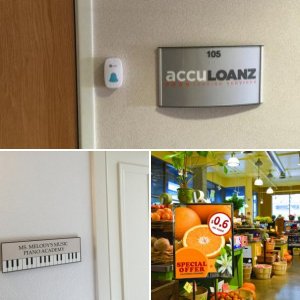 105
accuLOANZ
MS. MELODY'S MUSIC
PIANO ACADEMY
$0.6
SPECIAL
OFFER